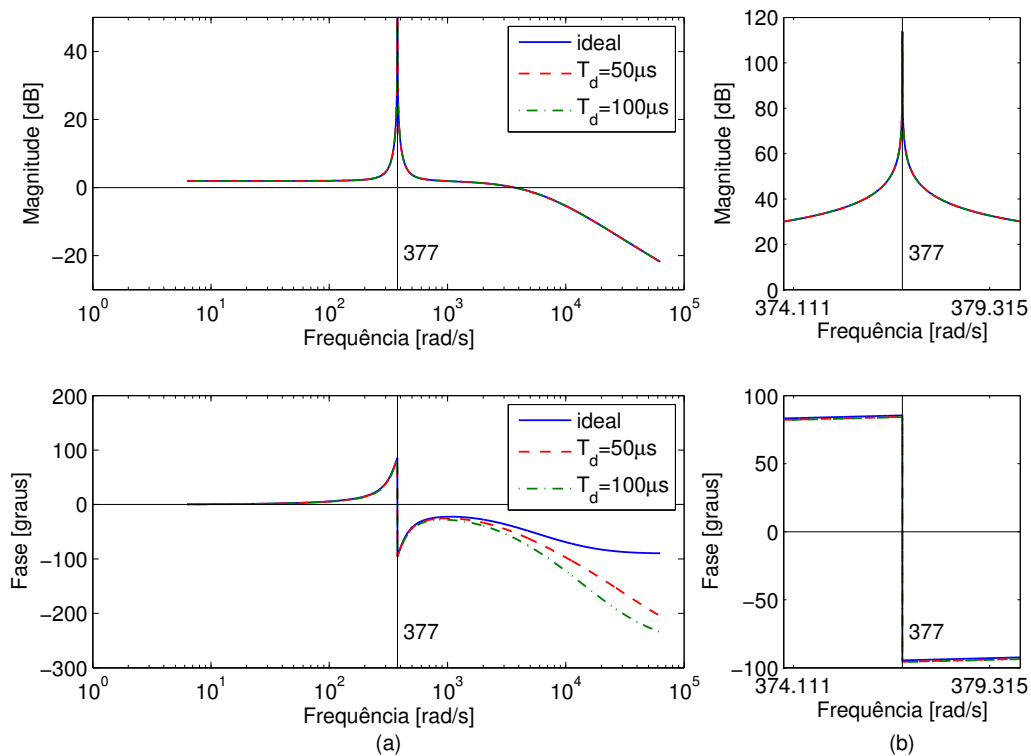 Magnitude [dB]
40
20
0
−20
ideal
T_d=50μs
T_d=100μs
377
10^0
10^1
10^2
10^3
10^4
10^5
Frequência [rad/s]
Magnitude [dB]
120
100
80
60
40
20
0
377
374.111
379.315
Frequência [rad/s]
Fase [graus]
200
100
0
−100
−200
−300
ideal
T_d=50μs
T_d=100μs
377
10^0
10^1
10^2
10^3
10^4
10^5
Frequência [rad/s]
(a)
Fase [graus]
100
50
0
−50
−100
377
374.111
379.315
Frequência [rad/s]
(b)